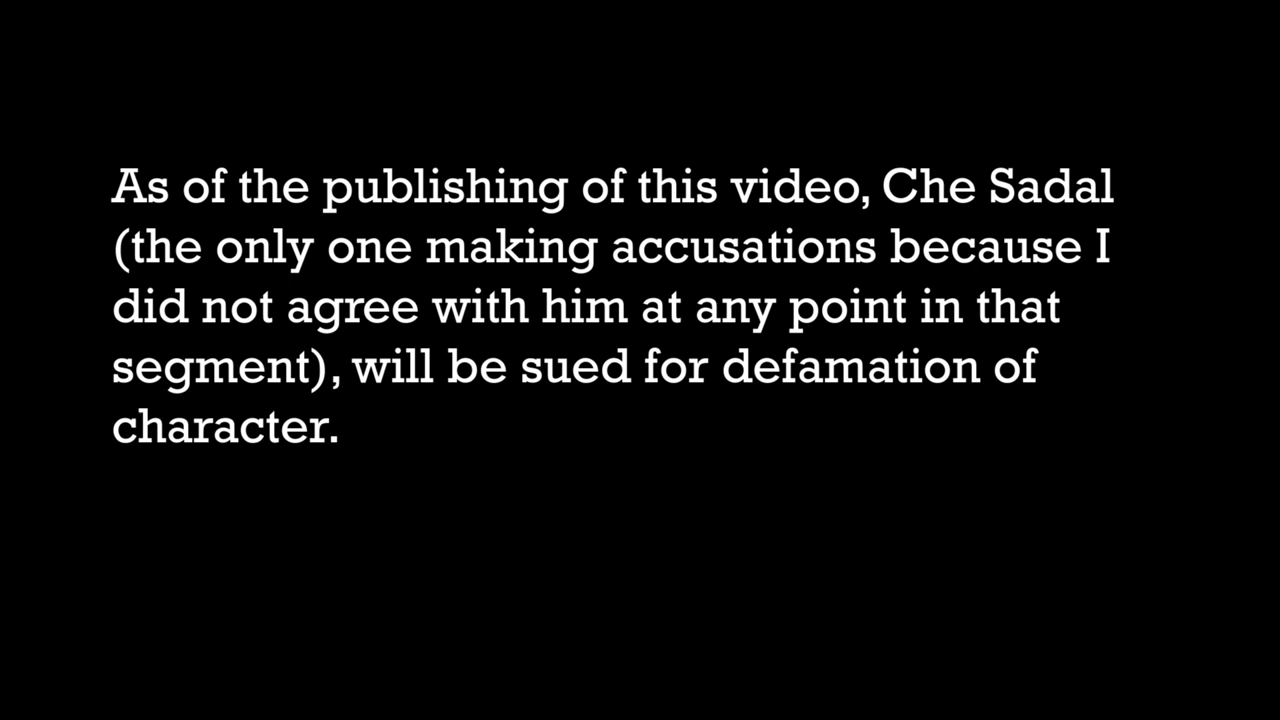 As of the publishing of this video, Che Sadal
(the only one making accusations because I
did not agree with him at any point in that
segment), will be sued for defamation of
character.